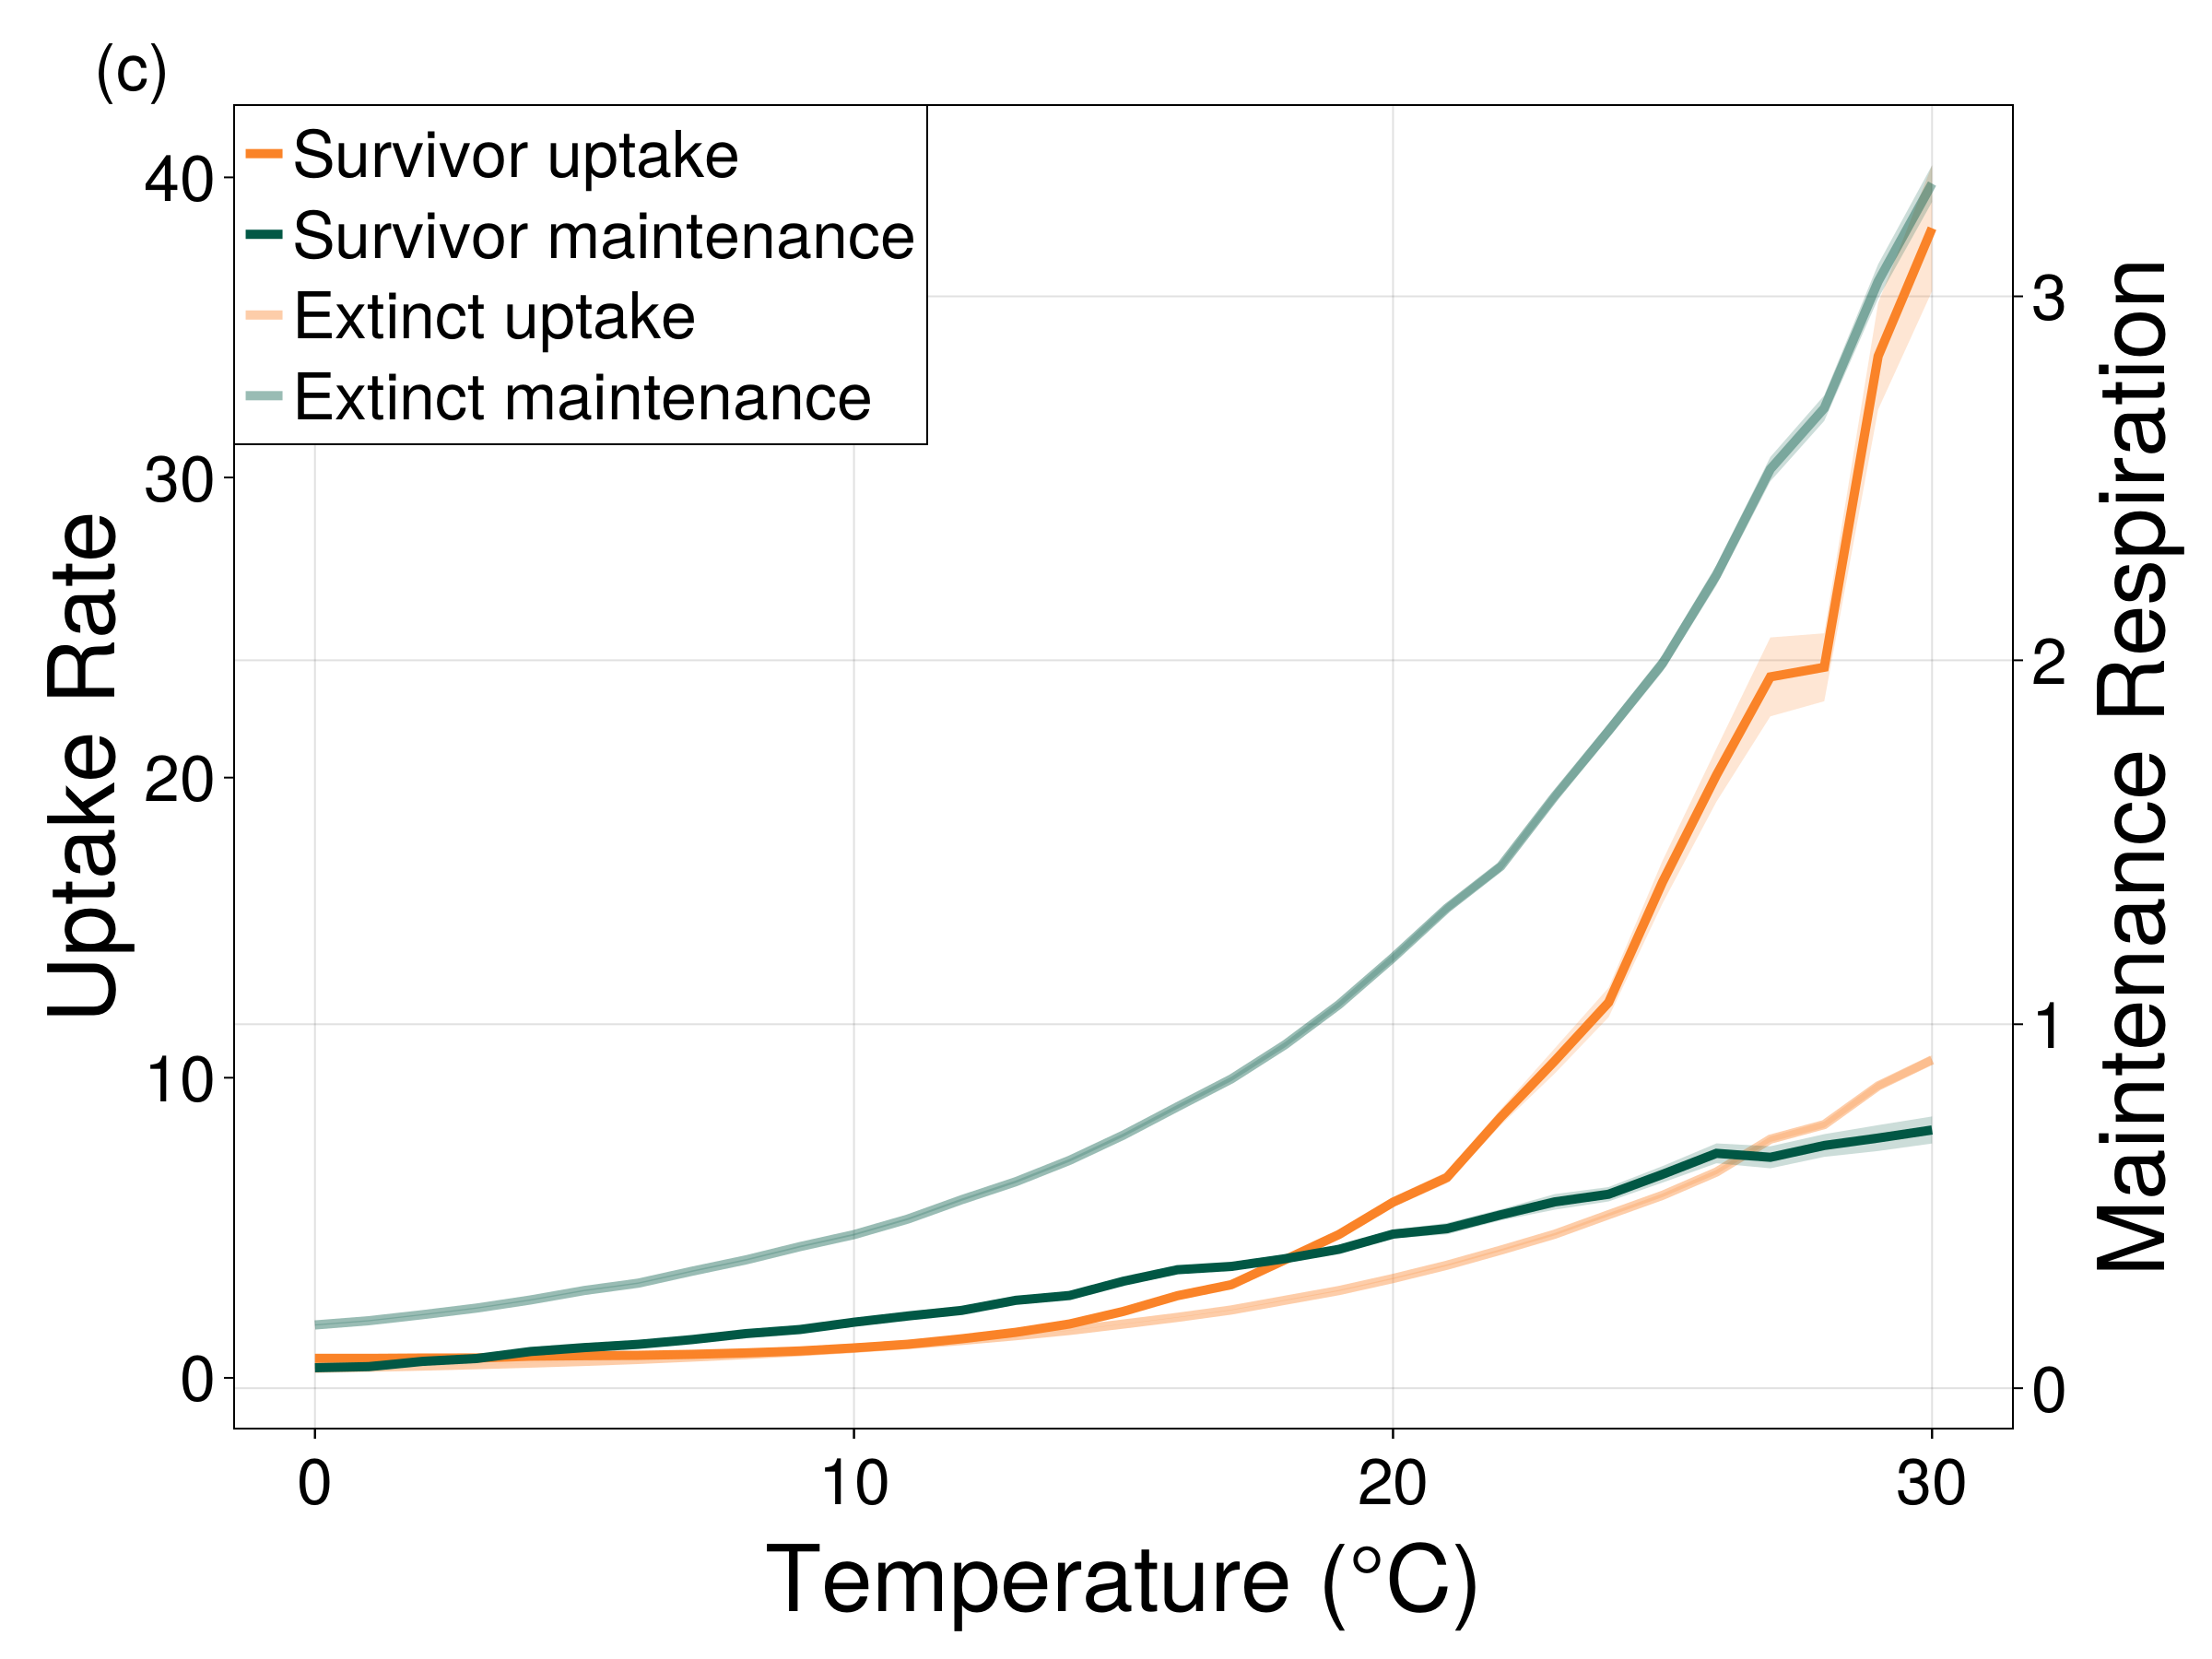 (c)
Survivor uptake
Survivor maintenance
Extinct uptake
Extinct maintenance
Uptake Rate
40
30
20
10
0
Maintenance Respiration
3
2
1
0
0 10 20 30
Temperature (°C)